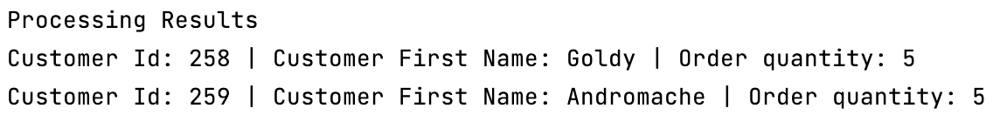 Processing Results
Customer Id: 258 | Customer First Name: Goldy | Order quantity: 5
Customer Id: 259 | Customer First Name: Andromache | Order quantity: 5